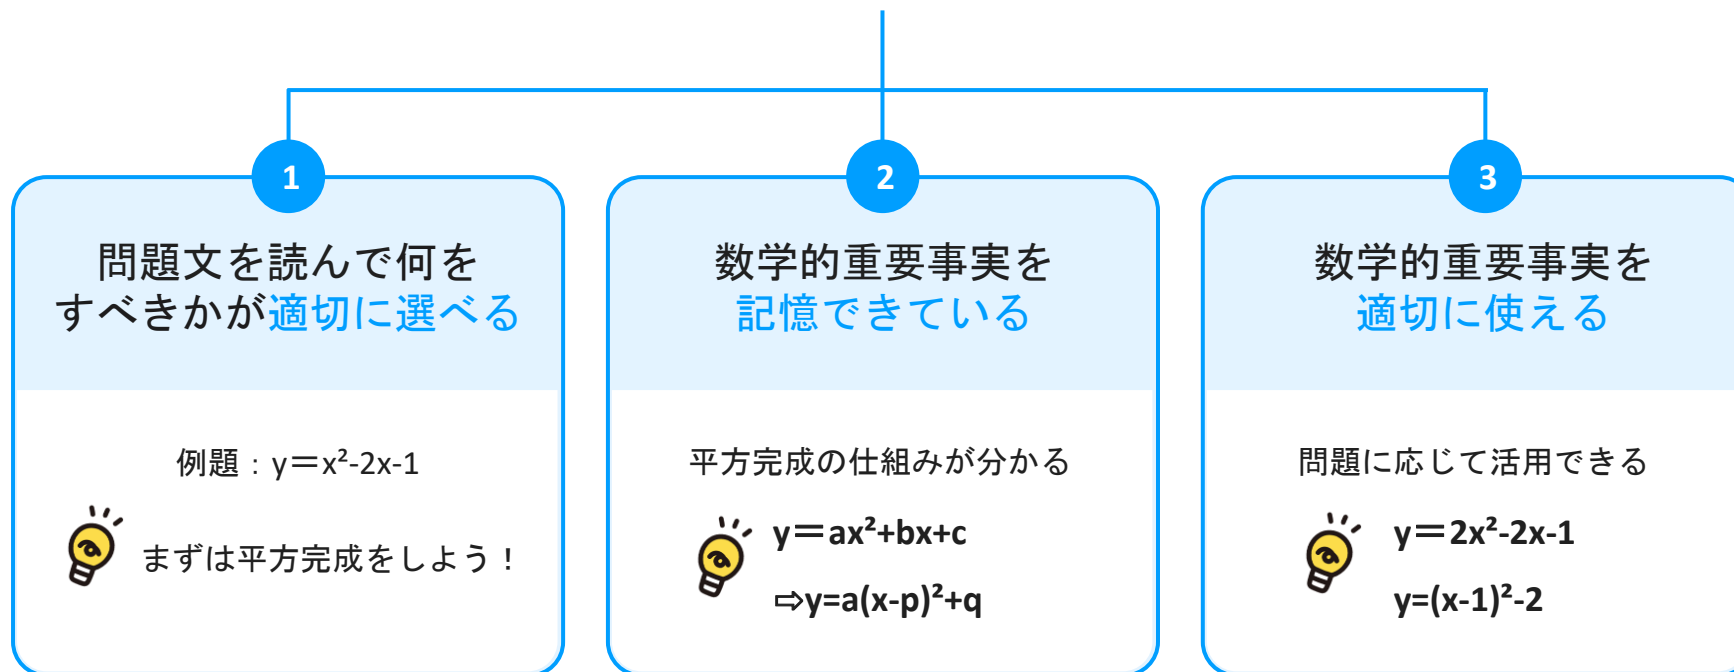 1
問題文を読んで何を
すべきかが適切に選べる
例題：y＝x²-2x-1
まずは平方完成をしよう！
2
数学的重要事実を
記憶できている
平方完成の仕組みが分かる
y＝ax²+bx+c
⇨y=a(x-p)²+q
3
数学的重要事実を
適切に使える
問題に応じて活用できる
y＝2x²-2x-1
y=(x-1)²-2